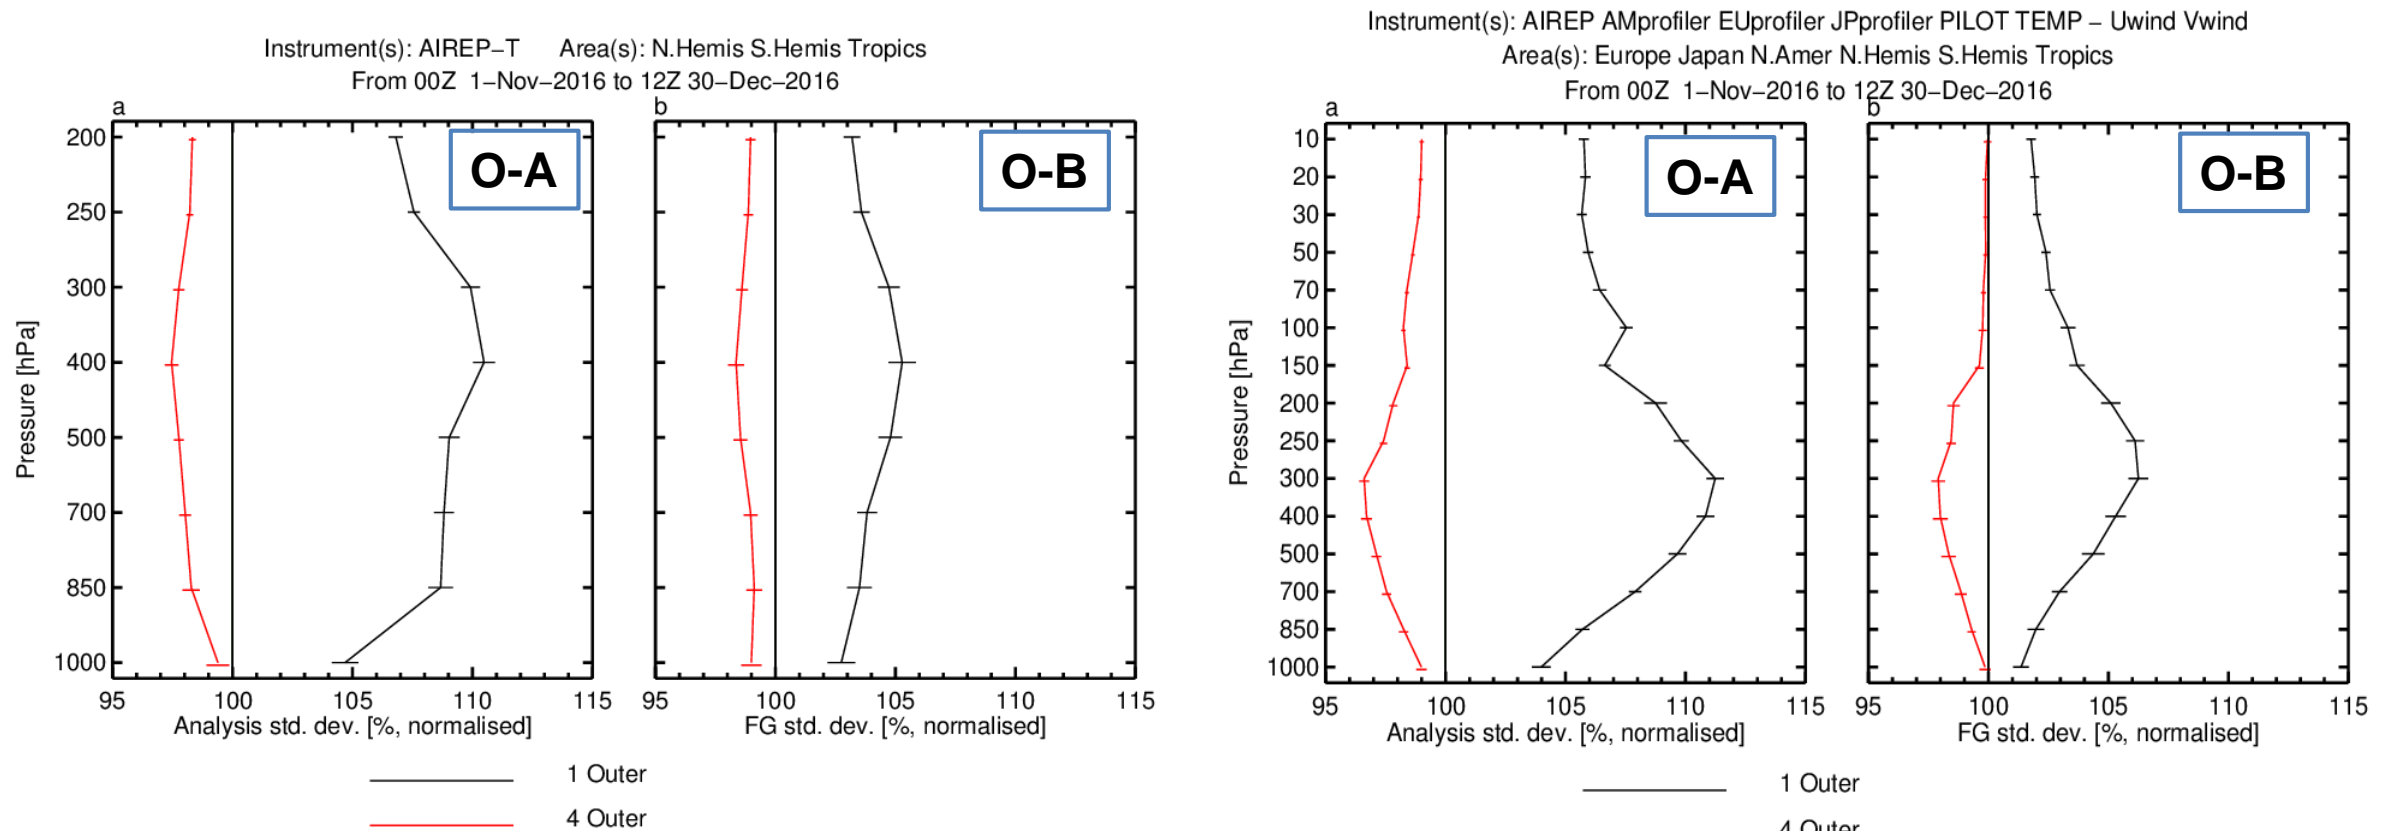 Instrument(s): AIREP−T Area(s): N.Hemis S.Hemis Tropics
From 00Z 1−Nov−2016 to 12Z 30−Dec−2016
a
b
O-A
O-B
Pressure [hPa]
200
250
300
400
500
700
850
1000
95 100 105 110 115
95 100 105 110 115
Analysis std. dev. [%, normalised]
FG std. dev. [%, normalised]
1 Outer
4 Outer
Instrument(s): AIREP AMprofiler EUprofiler JPprofiler PILOT TEMP − Uwind Vwind
Area(s): Europe Japan N.Amer N.Hemis S.Hemis Tropics
From 00Z 1−Nov−2016 to 12Z 30−Dec−2016
a
b
O-A
O-B
Pressure [hPa]
10
20
30
50
70
100
150
200
250
300
400
500
700
850
1000
95 100 105 110 115
95 100 105 110 115
Analysis std. dev. [%, normalised]
FG std. dev. [%, normalised]
1 Outer
4 Outer